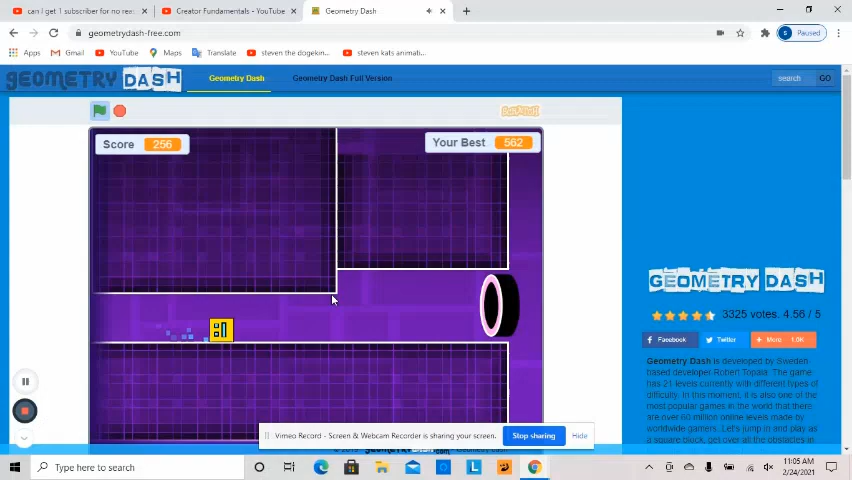 can I get 1 subscriber for no rea
Creator Fundamentals - YouTube
Geometry Dash
geometrydash-free.com
Paused
Apps
Gmail
YouTube
Maps
Translate
steven the dogekin
steven kats animati...
GEOMETRY DASH
Geometry Dash
Geometry Dash Full Version
search
GO
SCRATCH
Score 256
Your Best 562
GEOMETRY DASH
3325 votes. 4.56 / 5
Facebook
Twitter
More
1.0K
Geometry Dash is developed by Sweden
based developer Robert Topala. The game
has 21 levels currently with different types of
difficulty. In this moment, it is also one of the
most popular games in the world that there
are over 60 million online levels made by
worldwide gamers. Let's jump in and play as
a square block, get over all the obstacles in
Vimeo Record - Screen & Webcam Recorder is sharing your screen.
Stop sharing
Hide
Type here to search
11:05 AM
2/24/2021